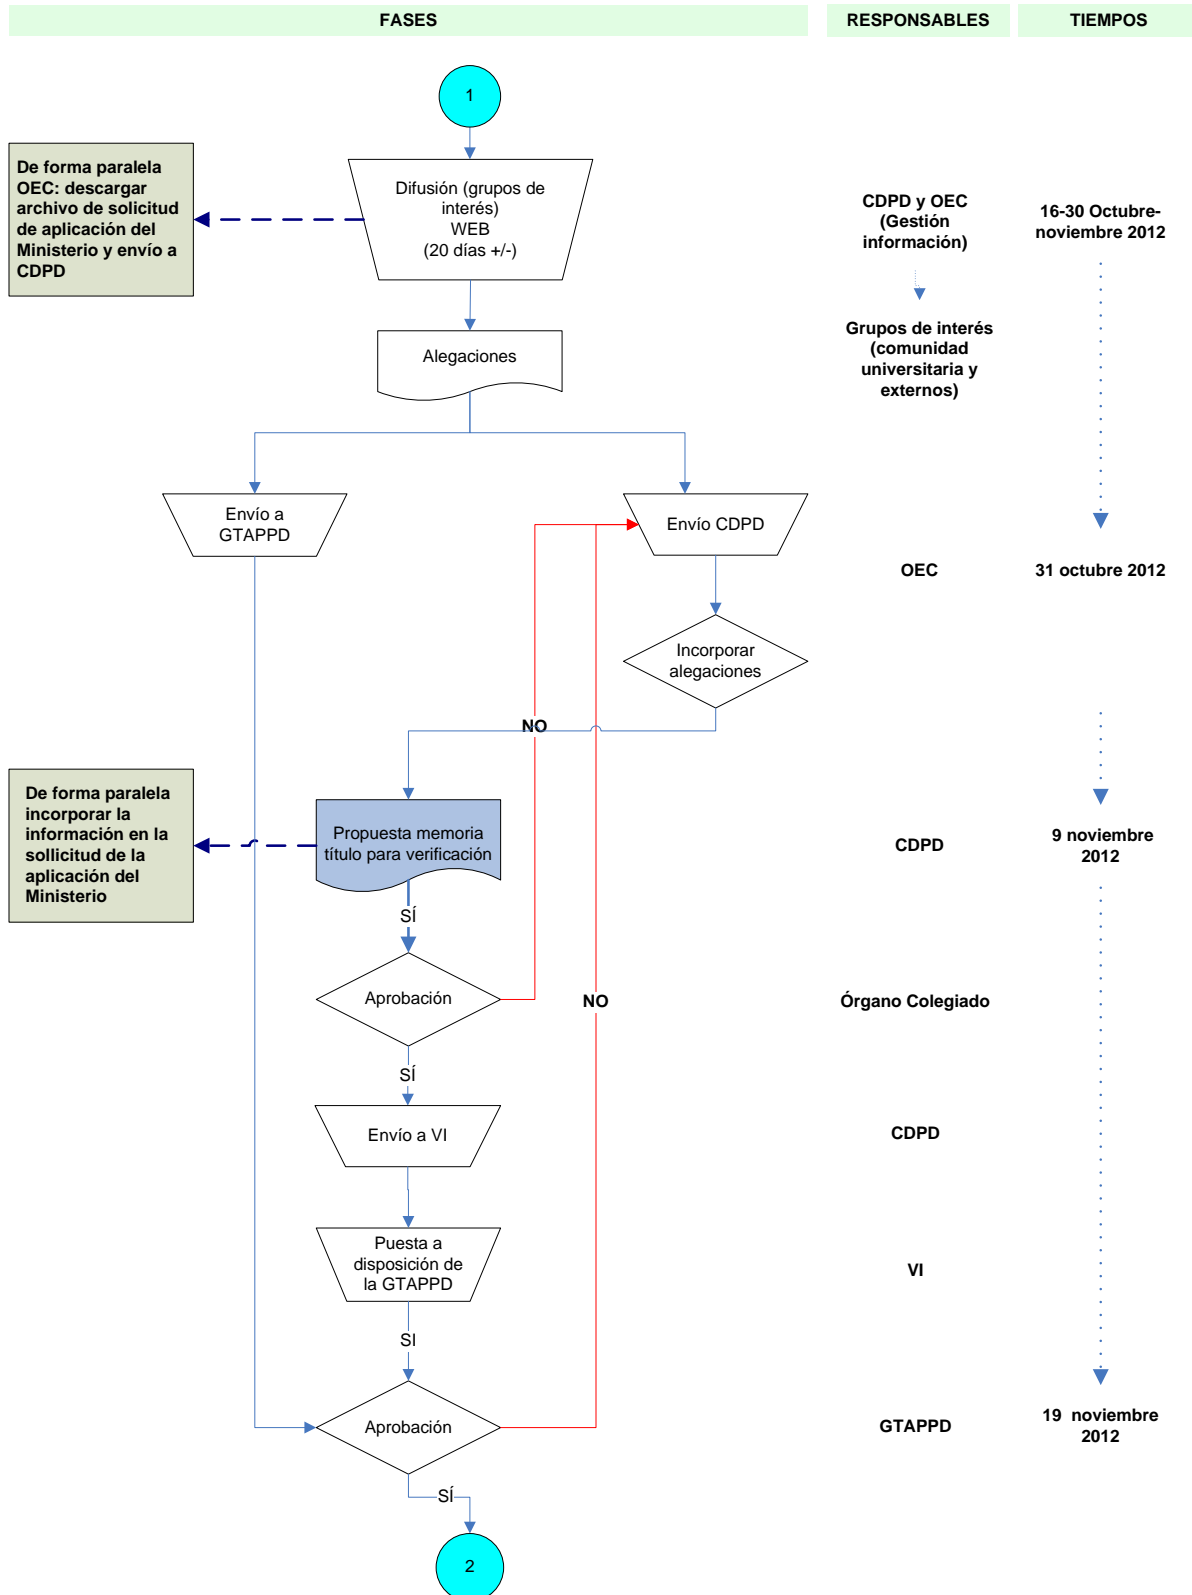 FASES
RESPONSABLES
TIEMPOS
1
De forma paralela
OEC: descargar
archivo de solicitud
de aplicación del
Ministerio y envío a
CDPD
Difusión (grupos de
interés)
WEB
(20 días +/-)
CDPD y OEC
(Gestión
información)
16-30 Octubre-
noviembre 2012
Alegaciones
Grupos de interés
(comunidad
universitaria y
externos)
Envío a
GTAPPD
Envío CDPD
OEC
31 octubre 2012
Incorporar
alegaciones
NO
De forma paralela
incorporar la
información en la
sollicitud de la
aplicación del
Ministerio
Propuesta memoria
título para verificación
CDPD
9 noviembre
2012
SÍ
Aprobación
NO
Órgano Colegiado
SÍ
Envío a VI
CDPD
Puesta a
disposición de
la GTAPPD
VI
SI
Aprobación
GTAPPD
19 noviembre
2012
SÍ
2